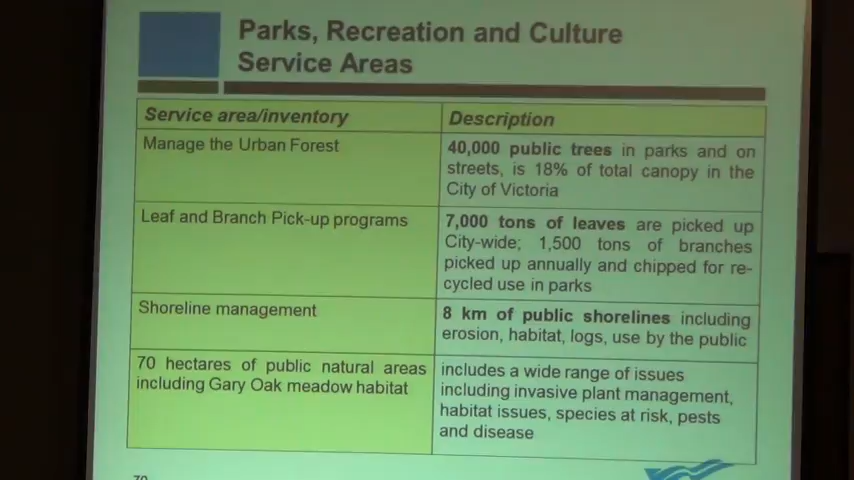 Parks, Recreation and Culture
Service Areas
Service area/inventory
Description
Manage the Urban Forest
40,000 public trees in parks and on
streets, is 18% of total canopy in the
City of Victoria
Leaf and Branch Pick-up programs
7,000 tons of leaves are picked up
City-wide; 1,500 tons of branches
picked up annually and chipped for re-
cycled use in parks
Shoreline management
8 km of public shorelines including
erosion, habitat, logs, use by the public
70 hectares of public natural areas
including Gary Oak meadow habitat
includes a wide range of issues
including invasive plant management,
habitat issues, species at risk, pests
and disease